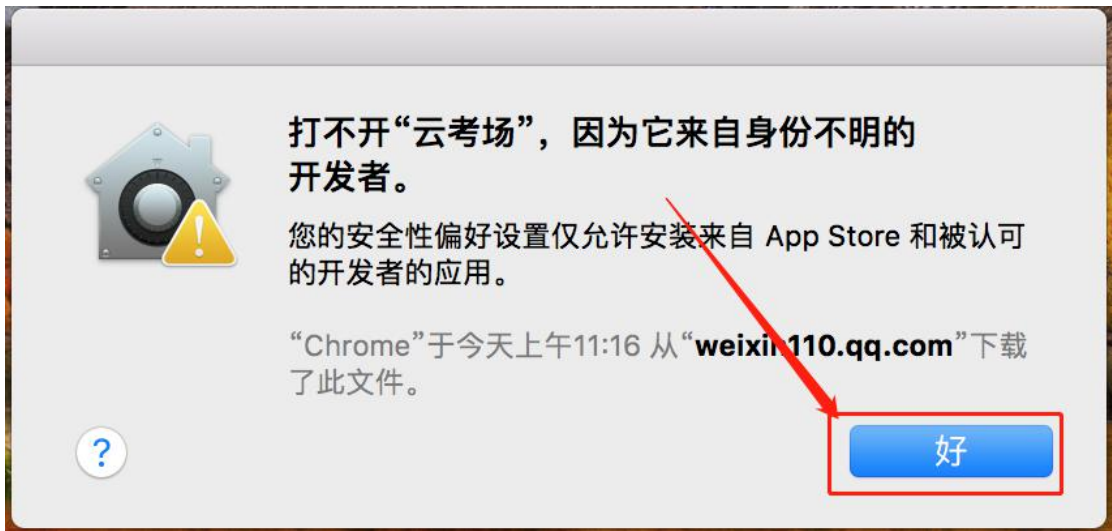 打不开“云考场”，因为它来自身份不明的
开发者。
您的安全性偏好设置仅允许安装来自 App Store 和被认可
的开发者的应用。
“Chrome”于今天上午11:16 从“weixin110.qq.com”下载
了此文件。
?
好